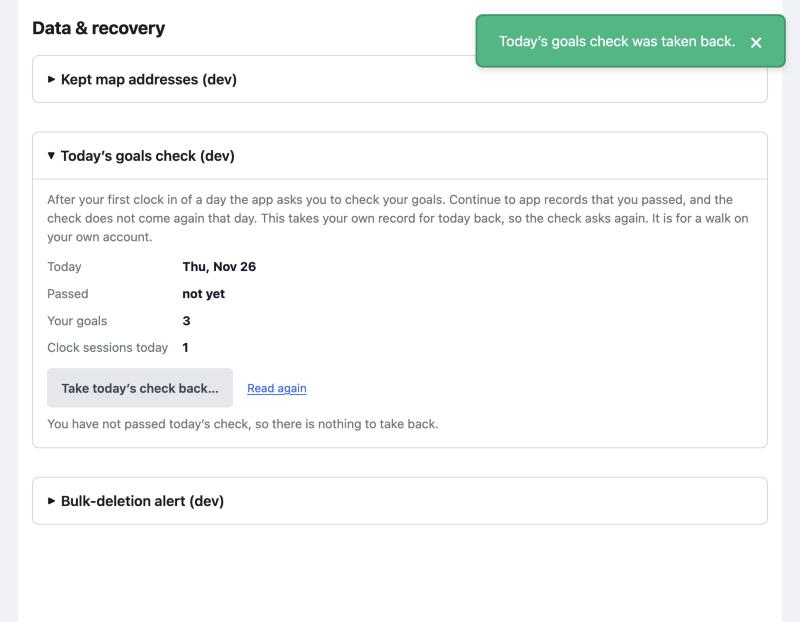 Data & recovery
Today's goals check was taken back. ✕
▸ Kept map addresses (dev)
▾ Today's goals check (dev)
After your first clock in of a day the app asks you to check your goals. Continue to app records that you passed, and the
check does not come again that day. This takes your own record for today back, so the check asks again. It is for a walk on
your own account.
Today Thu, Nov 26
Passed not yet
Your goals 3
Clock sessions today 1
Take today's check back... Read again
You have not passed today's check, so there is nothing to take back.
▸ Bulk-deletion alert (dev)